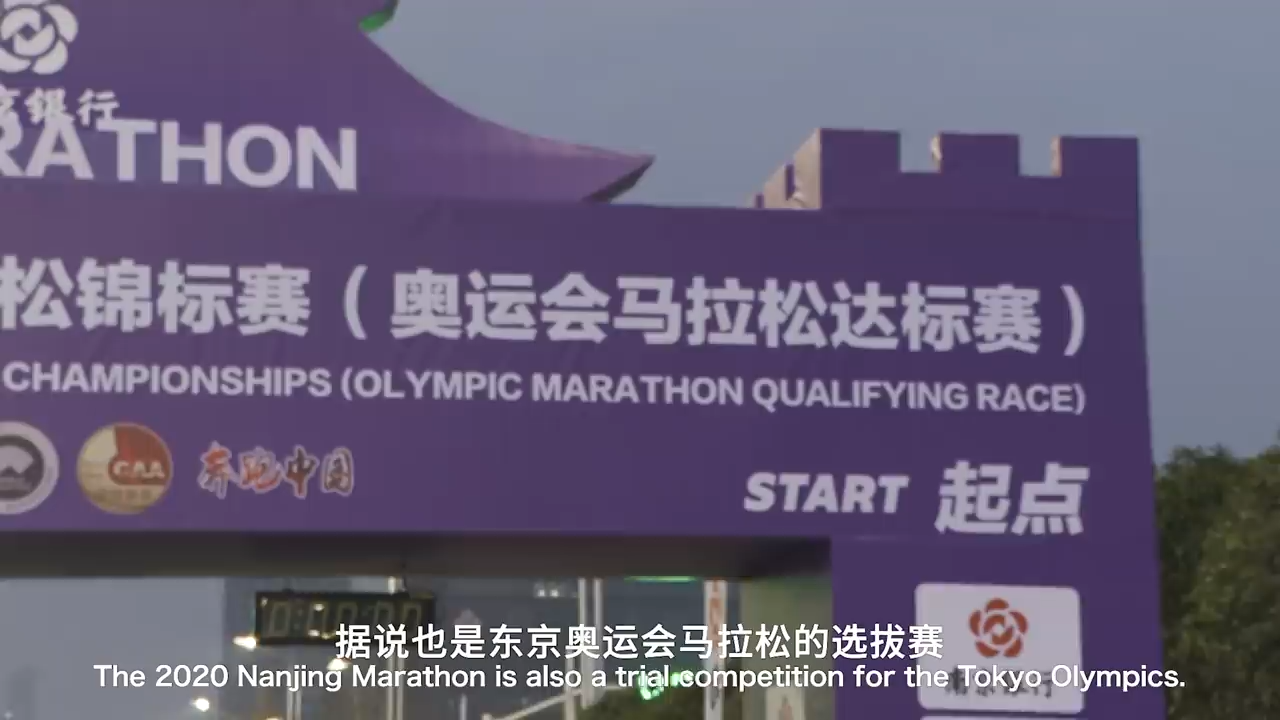 银行
RATHON
松锦标赛(奥运会马拉松达标赛)
CHAMPIONSHIPS (OLYMPIC MARATHON QUALIFYING RACE)
CAA
奔跑中国
START 起点
据说也是东京奥运会马拉松的选拔赛
The 2020 Nanjing Marathon is also a trial competition for the Tokyo Olympics.